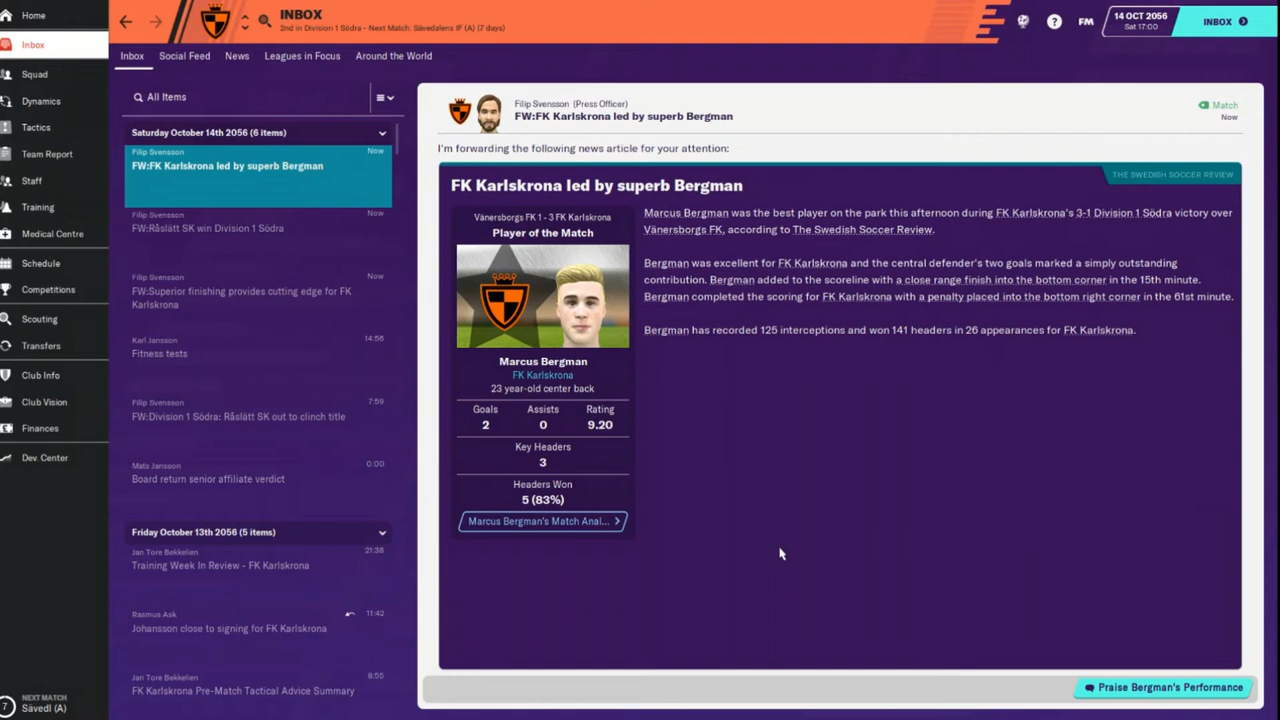 Home
Inbox
Squad
Dynamics
Tactics
Team Report
Staff
Training
Medical Centre
Schedule
Competitions
Scouting
Transfers
Club Info
Club Vision
Finances
Dev. Center
NEXT MATCH
Sävedl (A)
INBOX
2nd in Division 1 Södra - Next Match: Sävedalens IF (A) (7 days)
FM
14 OCT 2056
Sat 17:00
INBOX
Inbox Social Feed News Leagues in Focus Around the World
All Items
Saturday October 14th 2056 (6 items)
Filip Svensson Now
FW:FK Karlskrona led by superb Bergman
Filip Svensson Now
FW:Råslätt SK win Division 1 Södra
Filip Svensson Now
FW:Superior finishing provides cutting edge for FK
Karlskrona
Karl Jansson 14:56
Fitness tests
Filip Svensson 7:59
FW:Division 1 Södra: Råslätt SK out to clinch title
Mats Jansson 0:00
Board return senior affiliate verdict
Friday October 13th 2056 (5 items)
Jan Tore Bekkelien 21:38
Training Week In Review - FK Karlskrona
Rasmus Ask 11:42
Johansson close to signing for FK Karlskrona
Jan Tore Bekkelien 8:55
FK Karlskrona Pre-Match Tactical Advice Summary
Filip Svensson (Press Officer)
FW:FK Karlskrona led by superb Bergman
Match
Now
I'm forwarding the following news article for your attention:
FK Karlskrona led by superb Bergman
THE SWEDISH SOCCER REVIEW
Vänersborgs FK 1 - 3 FK Karlskrona
Player of the Match
Marcus Bergman
FK Karlskrona
23 year-old center back
Goals Assists Rating
2 0 9.20
Key Headers
3
Headers Won
5 (83%)
Marcus Bergman's Match Anal...
Marcus Bergman was the best player on the park this afternoon during FK Karlskrona's 3-1 Division 1 Södra victory over
Vänersborgs FK, according to The Swedish Soccer Review.
Bergman was excellent for FK Karlskrona and the central defender's two goals marked a simply outstanding
contribution. Bergman added to the scoreline with a close range finish into the bottom corner in the 15th minute.
Bergman completed the scoring for FK Karlskrona with a penalty placed into the bottom right corner in the 61st minute.
Bergman has recorded 125 interceptions and won 141 headers in 26 appearances for FK Karlskrona.
Praise Bergman's Performance